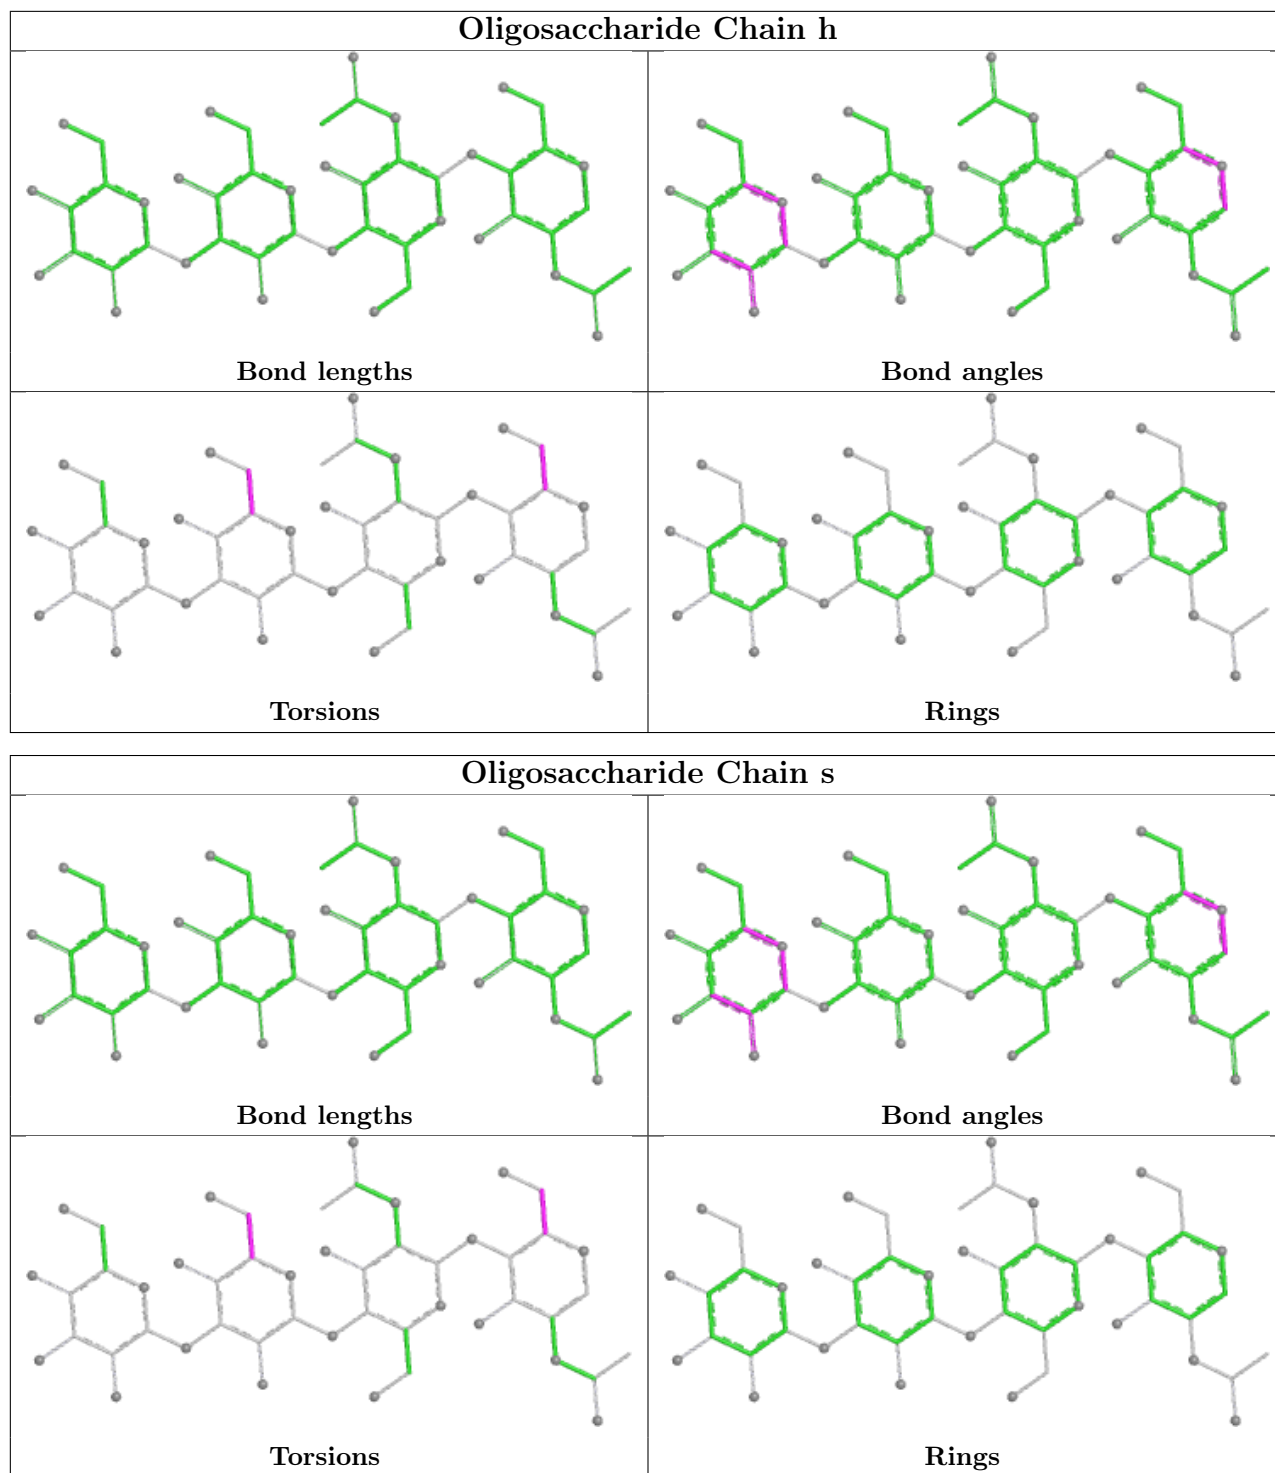 Oligosaccharide Chain h
Bond lengths
Bond angles
Torsions
Rings
Oligosaccharide Chain s
Bond lengths
Bond angles
Torsions
Rings